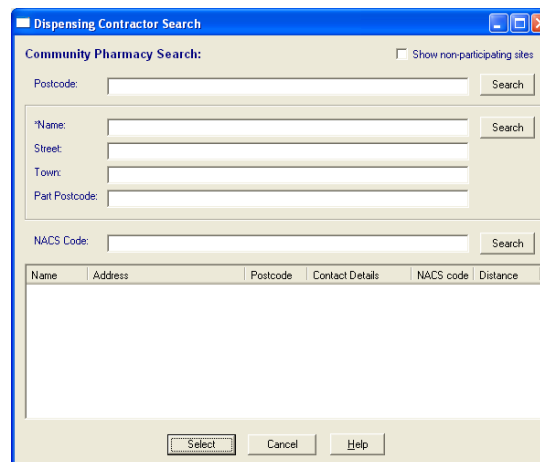 Dispensing Contractor Search
Community Pharmacy Search: Show non-participating sites
Postcode: Search
*Name: Search
Street:
Town:
Part Postcode:
NACS Code: Search
Name Address Postcode Contact Details NACS code Distance
Select Cancel Help